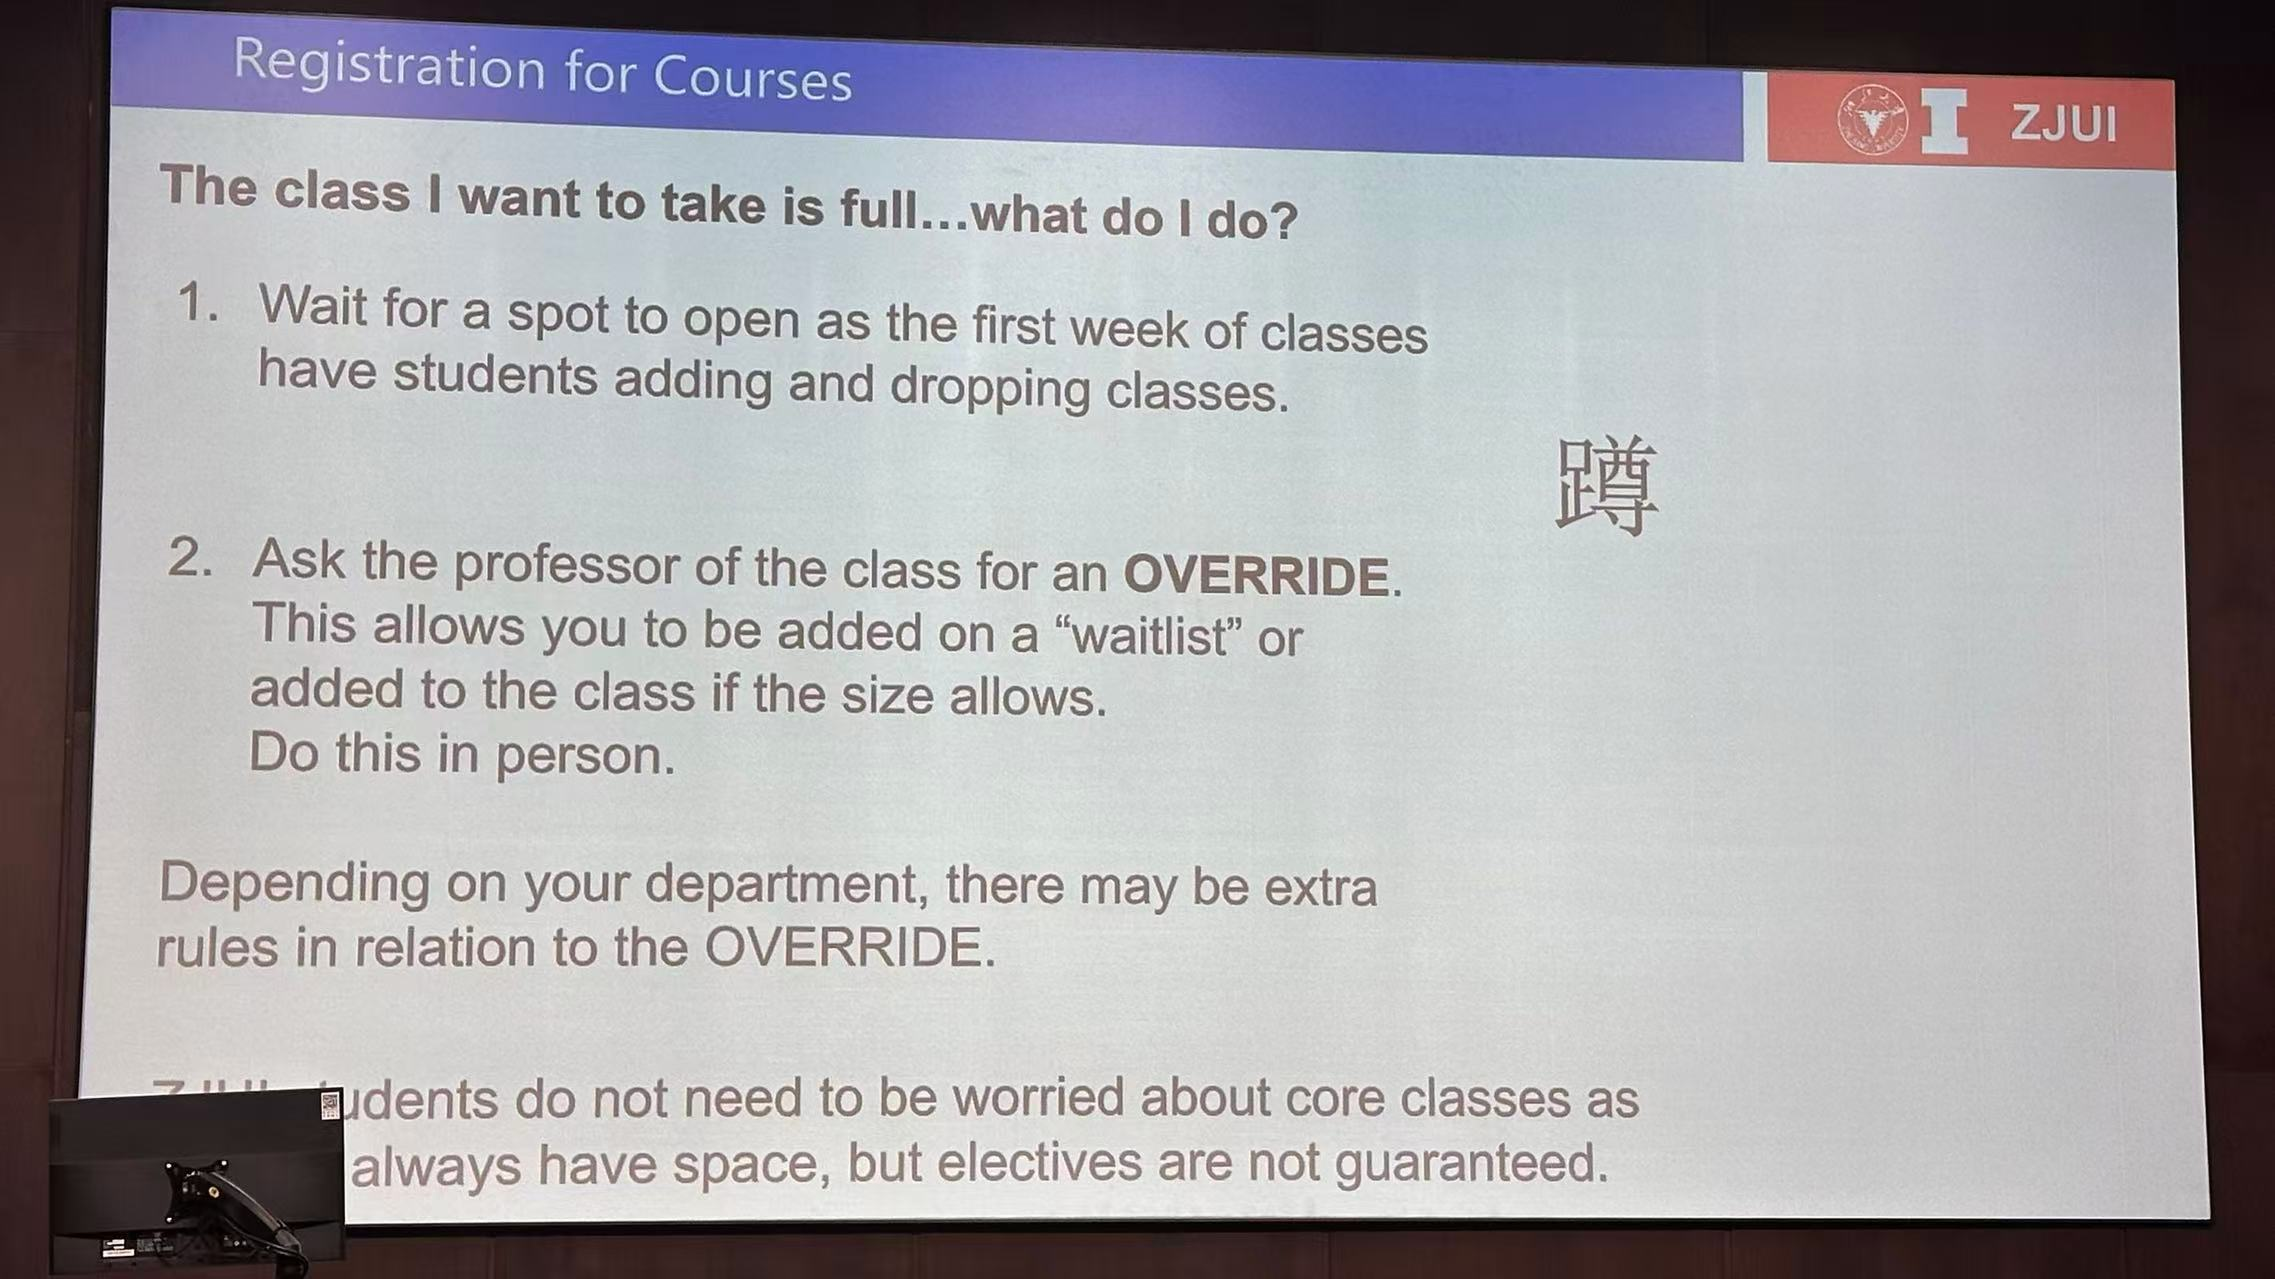 Registration for Courses
ZJUI
The class I want to take is full...what do I do?
1. Wait for a spot to open as the first week of classes
have students adding and dropping classes.
蹲
2. Ask the professor of the class for an OVERRIDE.
This allows you to be added on a “waitlist” or
added to the class if the size allows.
Do this in person.
Depending on your department, there may be extra
rules in relation to the OVERRIDE.
udents do not need to be worried about core classes as
always have space, but electives are not guaranteed.